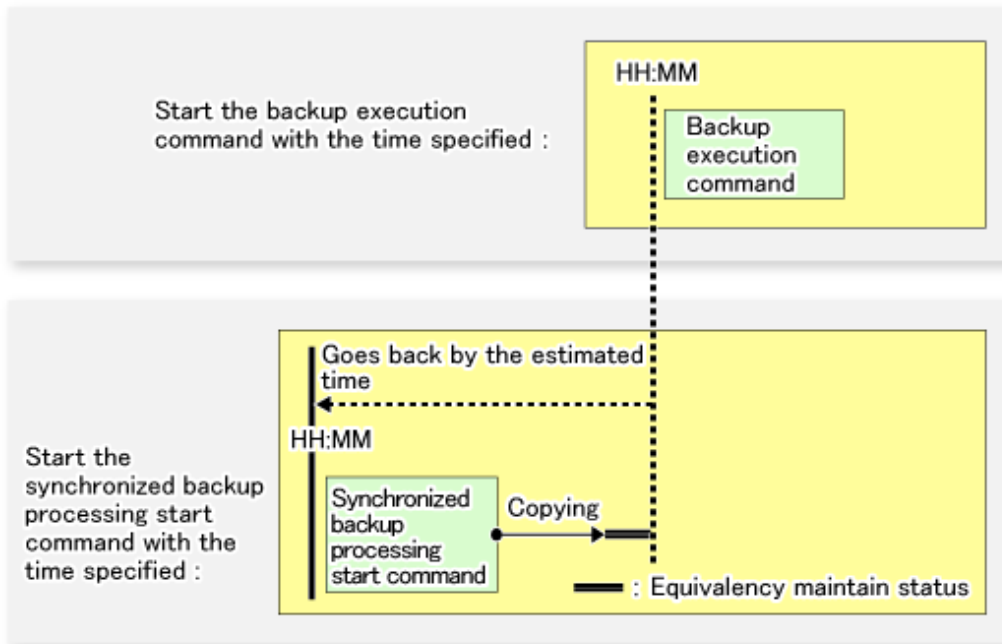 Start the backup execution
command with the time specified :
HH:MM
Backup
execution
command
Start the
synchronized backup
processing start
command with the
time specified :
Goes back by the estimated
time
HH:MM
Synchronized
backup
processing
start command
Copying
: Equivalency maintain status